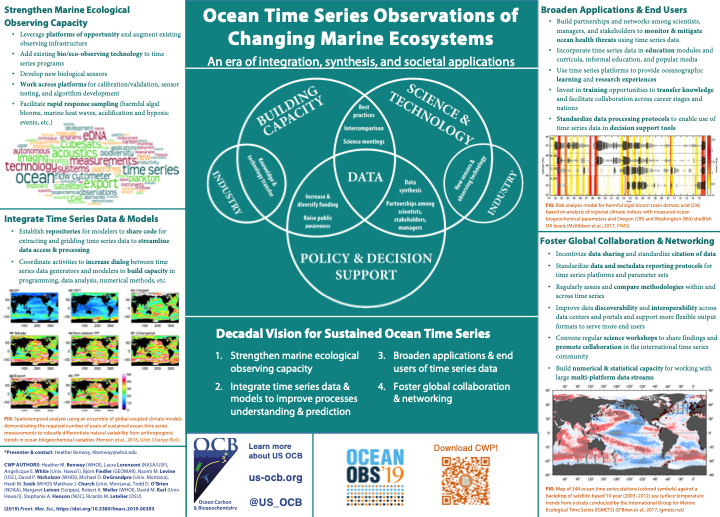 Strengthen Marine Ecological
Observing Capacity
• Leverage platforms of opportunity and augment existing
observing infrastructure
• Add existing bio/eco-observing technology to time
series programs
• Develop new biological sensors
• Work across platforms for calibration/validation, sensor
testing, and algorithm development
• Facilitate rapid response sampling (harmful algal
blooms, marine heat waves, acidification and hypoxic
events, etc.)
eDNA
cubesats
autonomous
acoustics
biodiversity
imaging
measurements
technology
systems
platforms
time series
ocean
flow cytometer
plankton
satellites
export
observations
Integrate Time Series Data & Models
• Establish repositories for modelers to share code for
extracting and gridding time series data to streamline
data access & processing
• Coordinate activities to increase dialog between time
series data generators and modelers to build capacity in
programming, data analysis, numerical methods, etc.
FIG: Spatiotemporal analysis using an ensemble of global coupled climate models
demonstrating the required number of years of sustained ocean time series
measurements to robustly differentiate natural variability from anthropogenic
trends in ocean biogeochemical variables (Henson et al., 2016, Glob. Change Biol.)
*Presenter & contact: Heather Benway, hbenway@whoi.edu
CWP AUTHORS: Heather M. Benway (WHOI), Laura Lorenzoni (NASA/USF),
Angelicque E. White (Univ. Hawai'i), Björn Fiedler (GEOMAR), Naomi M. Levine
(USC), David P. Nicholson (WHOI), Michael D. DeGrandpre (Univ. Montana),
Heidi M. Sosik (WHOI) Matthew J. Church (Univ. Montana), Todd D. O'Brien
(NOAA), Margaret Leinen (Scripps), Robert A. Weller (WHOI), David M. Karl (Univ.
Hawai'i), Stephanie A. Henson (NOC), Ricardo M. Letelier (OSU)
(2019) Front. Mar. Sci., https://doi.org/10.3389/fmars.2019.00393
Ocean Time Series Observations of
Changing Marine Ecosystems
An era of integration, synthesis, and societal applications
BUILDING
CAPACITY
SCIENCE &
TECHNOLOGY
Best
practices
Intercomparison
Science meetings
INDUSTRY
Knowledge &
technology transfer
DATA
New sensors &
observing technology
INDUSTRY
Increase &
diversify funding
Raise public
awareness
Data
synthesis
Partnerships among
scientists,
stakeholders,
managers
POLICY & DECISION
SUPPORT
Decadal Vision for Sustained Ocean Time Series
1. Strengthen marine ecological
observing capacity
2. Integrate time series data &
models to improve processes
understanding & prediction
3. Broaden applications & end
users of time series data
4. Foster global collaboration
& networking
OCB
Ocean Carbon
& Biogeochemistry
Learn more
about US OCB
us-ocb.org
@US_OCB
OCEAN
OBS'19
Download CWP!
Broaden Applications & End Users
• Build partnerships and networks among scientists,
managers, and stakeholders to monitor & mitigate
ocean health threats using time series data
• Incorporate time series data in education modules and
curricula, informal education, and popular media
• Use time series platforms to provide oceanographic
learning and research experiences
• Invest in training opportunities to transfer knowledge
and facilitate collaboration across career stages and
nations
• Standardize data processing protocols to enable use of
time series data in decision support tools
FIG: Risk analysis model for harmful algal bloom toxin domoic acid (DA)
based on analysis of regional climate indices with measured ocean
biogeochemical parameters and Oregon (OR) and Washington (WA) shellfish
DA levels (McKibben et al., 2017, PNAS)
Foster Global Collaboration & Networking
• Incentivize data sharing and standardize citation of data
• Standardize data and metadata reporting protocols for
time series platforms and parameter sets
• Regularly assess and compare methodologies within and
across time series
• Improve data discoverability and interoperability across
data centers and portals and support more flexible output
formats to serve more end users
• Convene regular science workshops to share findings and
promote collaboration in the international time series
community
• Build numerical & statistical capacity for working with
large multi-platform data streams
FIG: Map of 344 ocean time series stations (colored symbols) against a
backdrop of satellite-based 10 year (2003–2012) sea surface temperature
trends from a study conducted by the International Group for Marine
Ecological Time Series (IGMETS) (O'Brien et al., 2017, igmets.net)